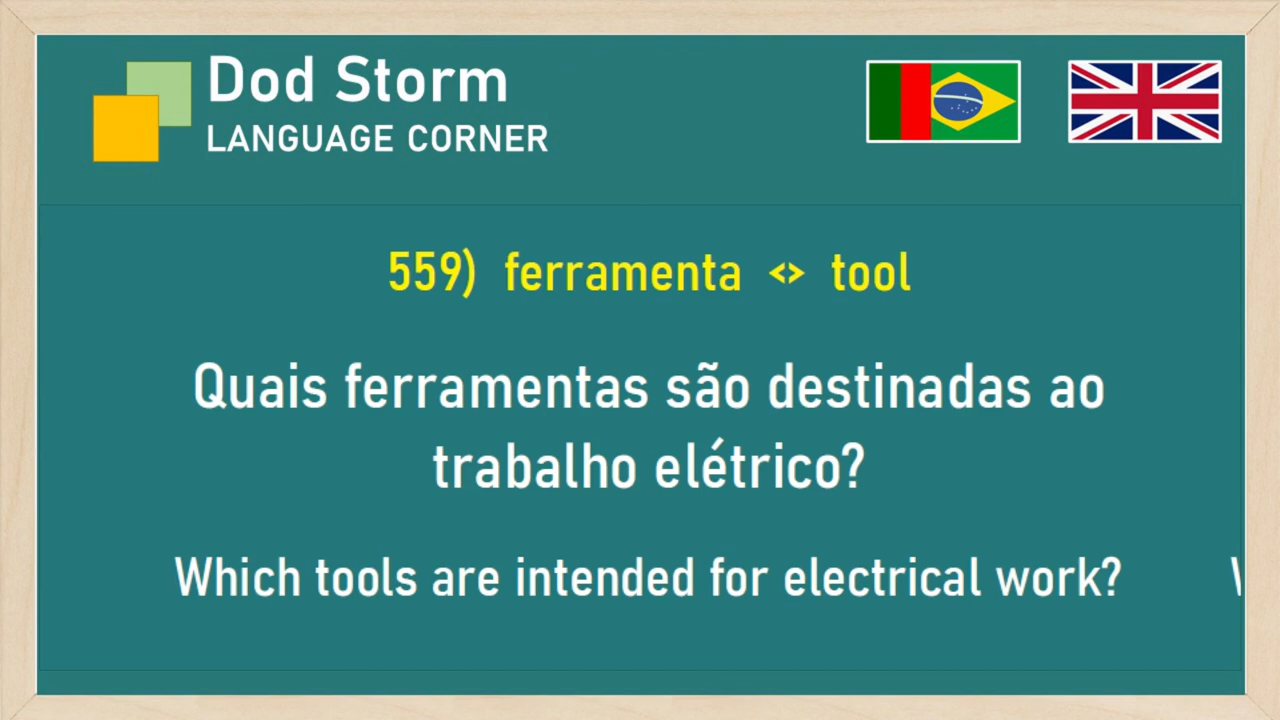 Dod Storm
LANGUAGE CORNER
559) ferramenta <> tool
Quais ferramentas são destinadas ao
trabalho elétrico?
Which tools are intended for electrical work?